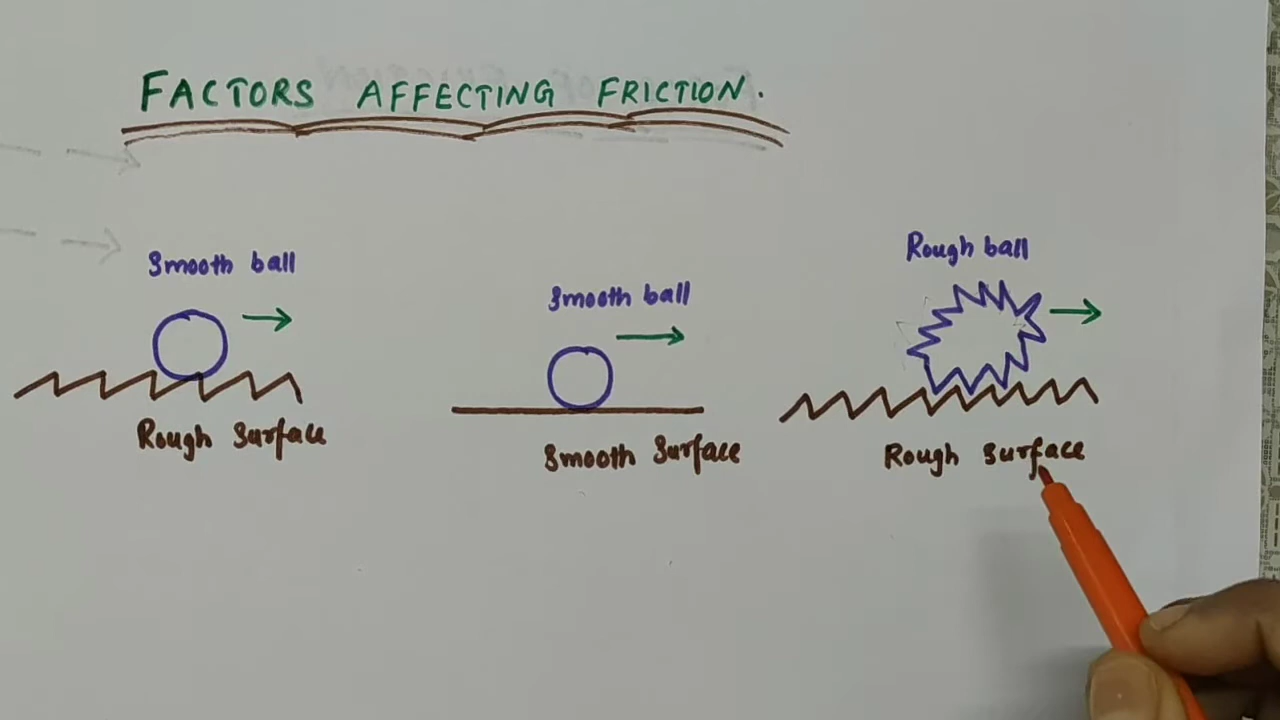 FACTORS AFFECTING FRICTION.
Smooth ball
Rough surface
Smooth ball
Smooth surface
Rough ball
Rough surface